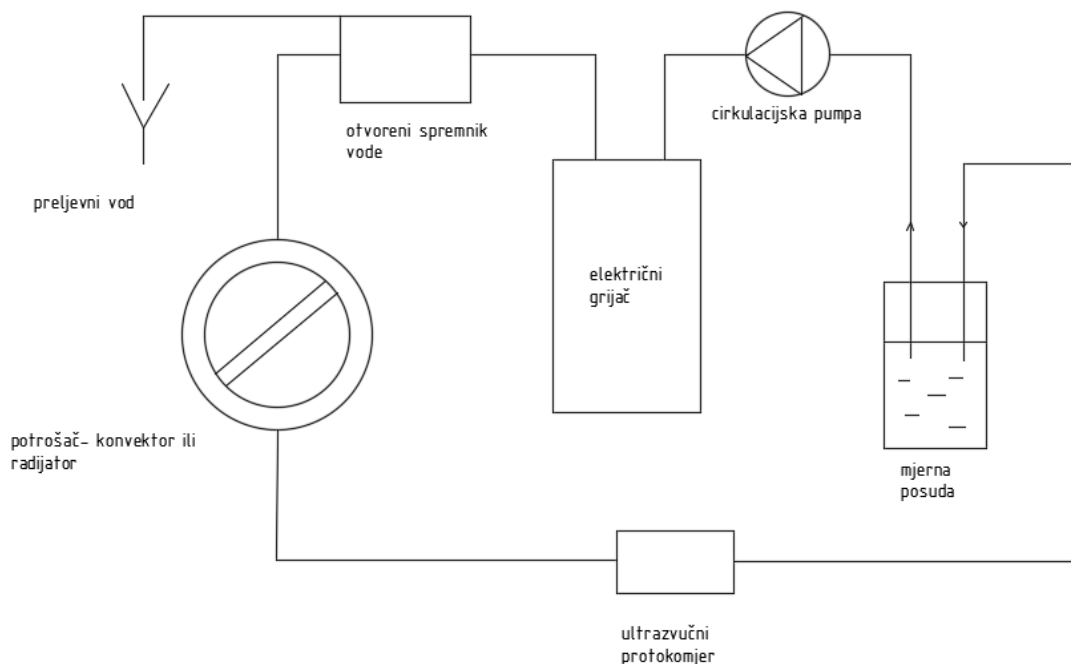 otvoreni spremnik
vode
cirkulacijska pumpa
preljevni vod
električni
grijač
potrošač- konvektor ili
radijator
mjerna
posuda
ultrazvučni
protokomjer